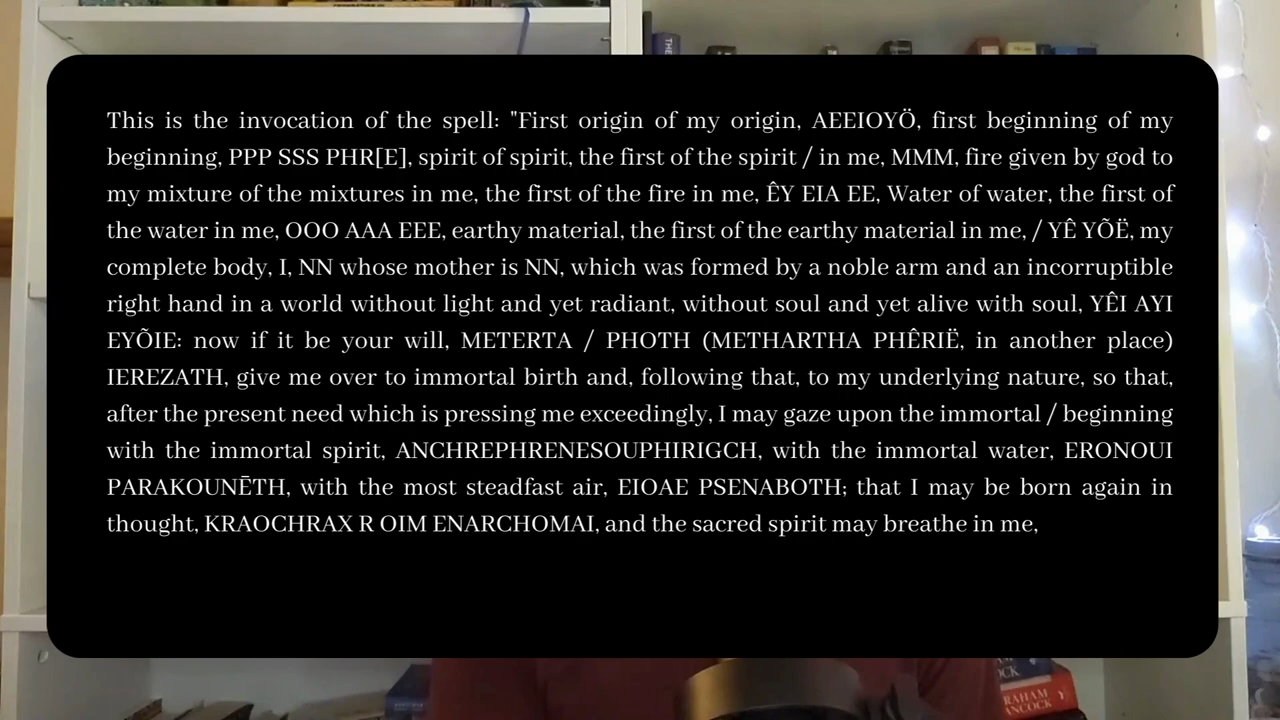 THE
This is the invocation of the spell: "First origin of my origin, AEEIOYÖ, first beginning of my
beginning, PPP SSS PHR[E], spirit of spirit, the first of the spirit / in me, MMM, fire given by god to
my mixture of the mixtures in me, the first of the fire in me, ÊY EIA EE, Water of water, the first of
the water in me, OOO AAA EEE, earthy material, the first of the earthy material in me, / YÊ YÕË, my
complete body, I, NN whose mother is NN, which was formed by a noble arm and an incorruptible
right hand in a world without light and yet radiant, without soul and yet alive with soul, YÊI AYI
EYÕIE: now if it be your will, METERTA / PHOTH (METHARTHA PHÊRIË, in another place)
IEREZATH, give me over to immortal birth and, following that, to my underlying nature, so that,
after the present need which is pressing me exceedingly, I may gaze upon the immortal / beginning
with the immortal spirit, ANCHREPHRENESOUPHIRIGCH, with the immortal water, ERONOUI
PARAKOUNĒTH, with the most steadfast air, EIOAE PSENABOTH; that I may be born again in
thought, KRAOCHRAX R OIM ENARCHOMAI, and the sacred spirit may breathe in me,